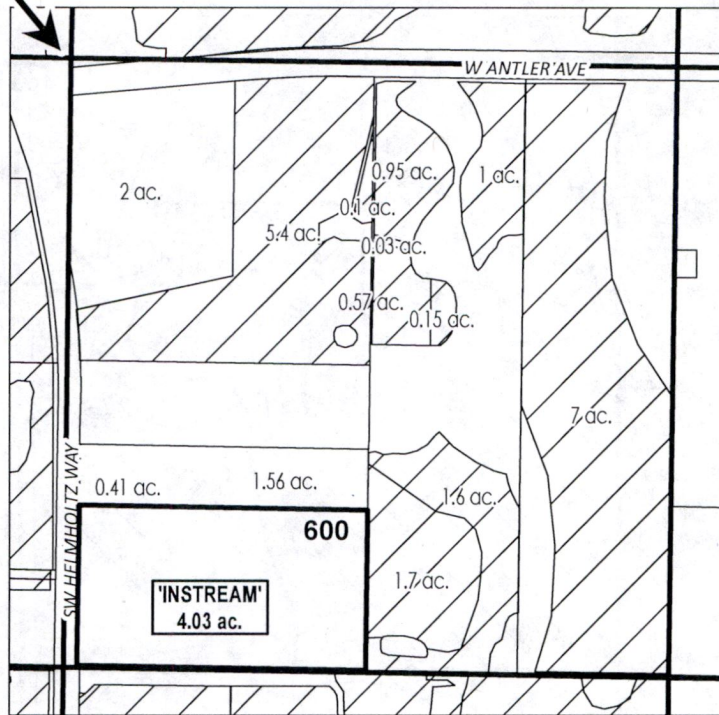 W ANTLER AVE
2 ac.
0.95 ac.
1 ac.
0.1 ac.
5.4 ac.
0.03 ac.
0.57 ac.
0.15 ac.
7 ac.
SW HELMHOLTZ WAY
0.41 ac.
1.56 ac.
1.6 ac.
600
1.7 ac.
'INSTREAM'
4.03 ac.